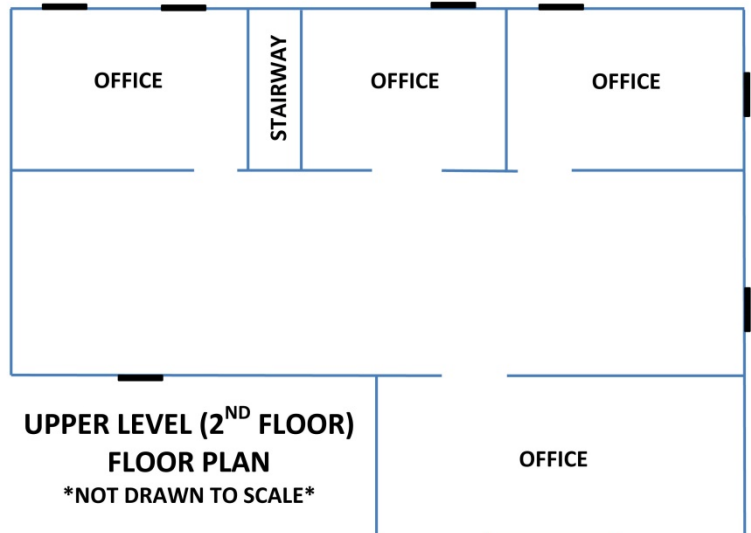 OFFICE
STAIRWAY
OFFICE
OFFICE
UPPER LEVEL (2ND FLOOR)
FLOOR PLAN
*NOT DRAWN TO SCALE*
OFFICE